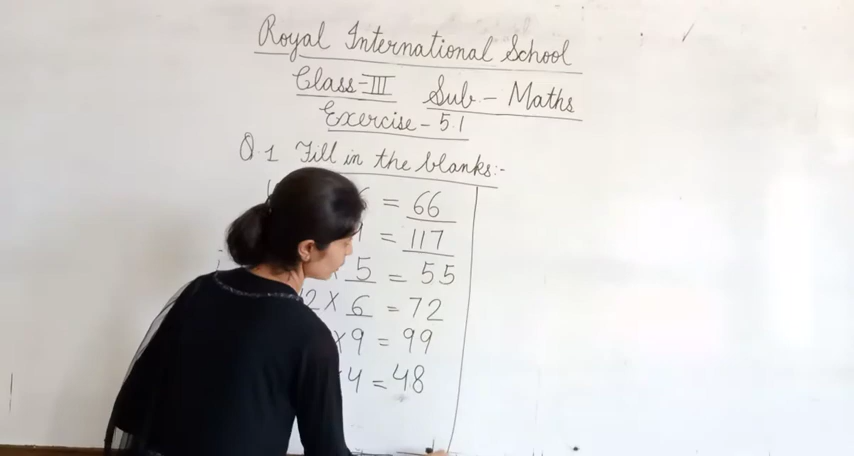 Royal International School
Class-III Sub.- Maths
Exercise - 5.1
Q.1 Fill in the blanks:-
= 66
= 117
× 5 = 55
2 × 6 = 72
× 9 = 99
4 = 48